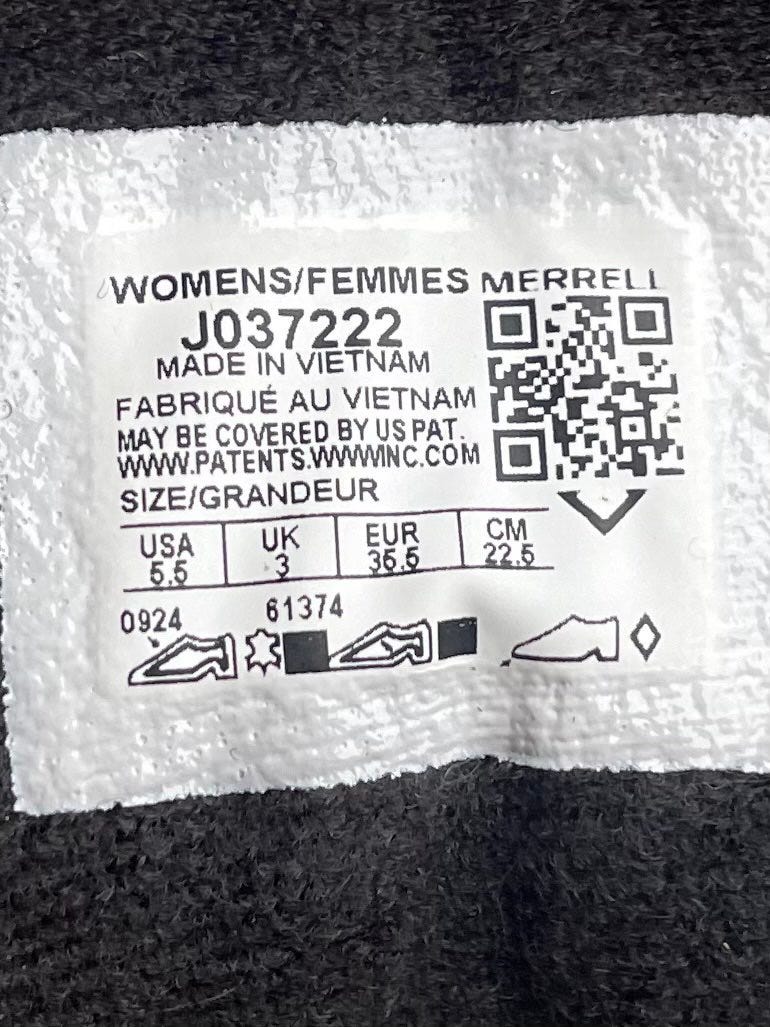 WOMENS/FEMMES MERRELL
J037222
MADE IN VIETNAM
FABRIQUÉ AU VIETNAM
MAY BE COVERED BY US PAT.
WWW.PATENTS.WWWINC.COM
SIZE/GRANDEUR
USA UK EUR CM
5.5 3 35.5 22.5
0924 61374